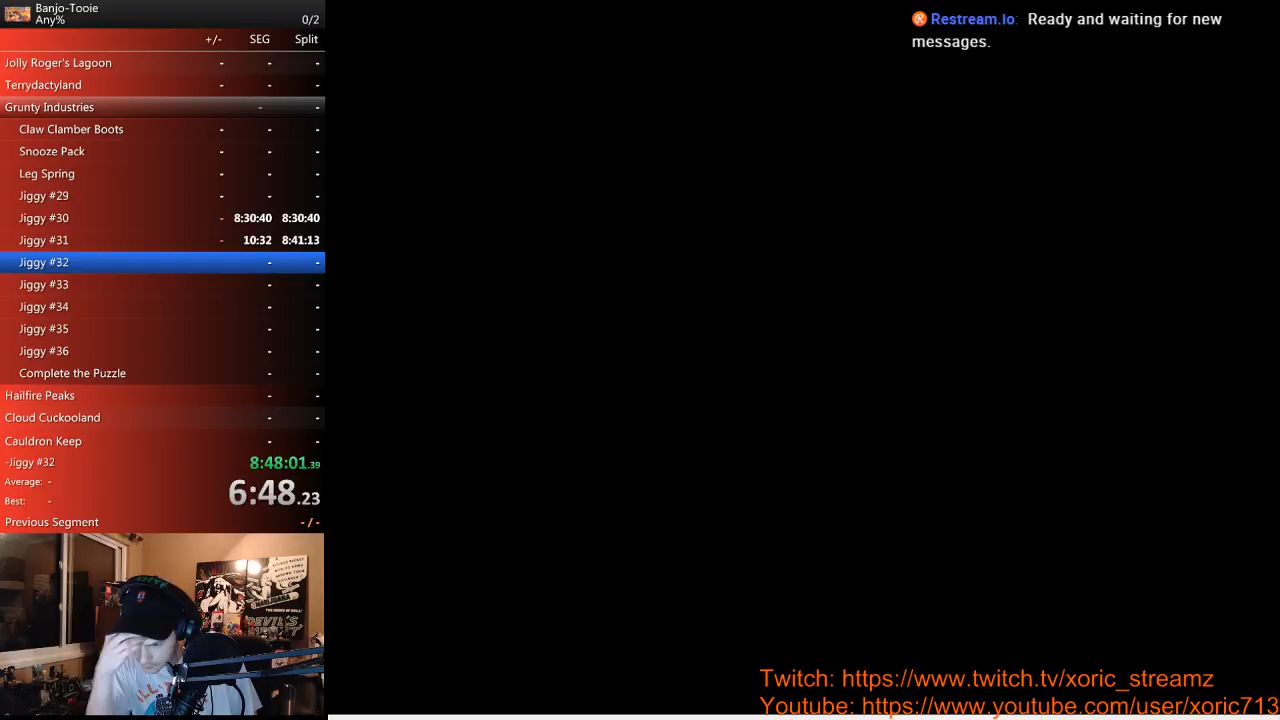 Banjo-Tooie
Any%
0/2
+/- SEG Split
Jolly Roger's Lagoon - - -
Terrydactyland - - -
Grunty Industries - -
Claw Clamber Boots - - -
Snooze Pack - - -
Leg Spring - - -
Jiggy #29 - - -
Jiggy #30 - 8:30:40 8:30:40
Jiggy #31 - 10:32 8:41:13
Jiggy #32 - -
Jiggy #33 - -
Jiggy #34 - -
Jiggy #35 - -
Jiggy #36 - -
Complete the Puzzle - -
Hailfire Peaks - -
Cloud Cuckooland - -
Cauldron Keep - -
-Jiggy #32 8:48:01.39
Average: -
6:48.23
Best: -
Previous Segment - / -
Restream.io: Ready and waiting for new
messages.
MARIJUANA
DEVIL'S
Twitch: https://www.twitch.tv/xoric_streamz
Youtube: https://www.youtube.com/user/xoric713